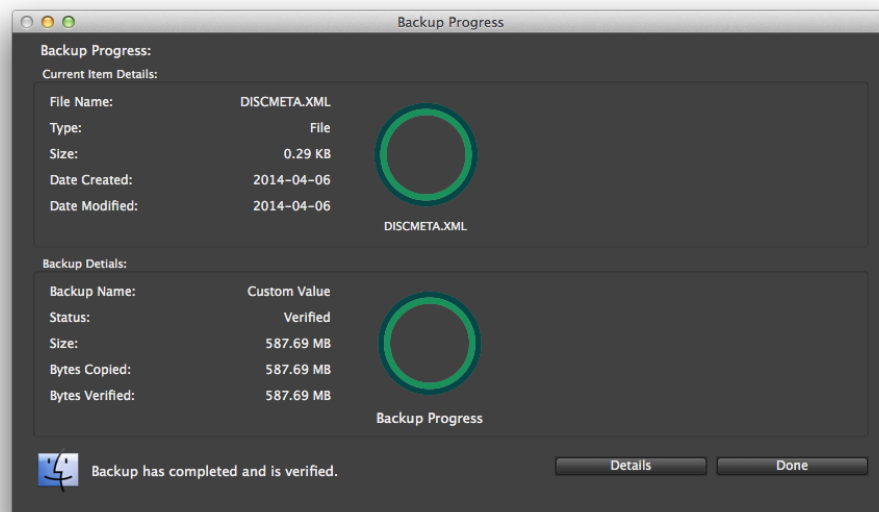 Backup Progress
Backup Progress:
Current Item Details:
File Name: DISCMETA.XML
Type: File
Size: 0.29 KB
Date Created: 2014-04-06
Date Modified: 2014-04-06
DISCMETA.XML
Backup Detials:
Backup Name: Custom Value
Status: Verified
Size: 587.69 MB
Bytes Copied: 587.69 MB
Bytes Verified: 587.69 MB
Backup Progress
Backup has completed and is verified.
Details Done